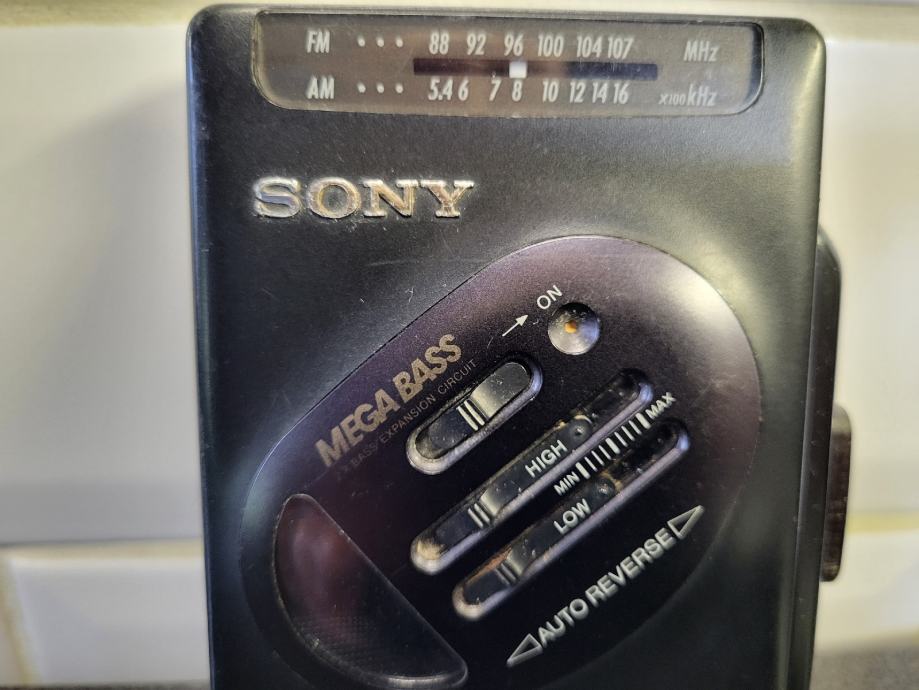 FM • • • 88 92 96 100 104 107 MHz
AM • • • 5.4 6 7 8 10 12 14 16 x100 kHz
SONY
→ ON
MEGA BASS
BASS EXPANSION CIRCUIT
HIGH
MIN MAX
LOW
AUTO REVERSE